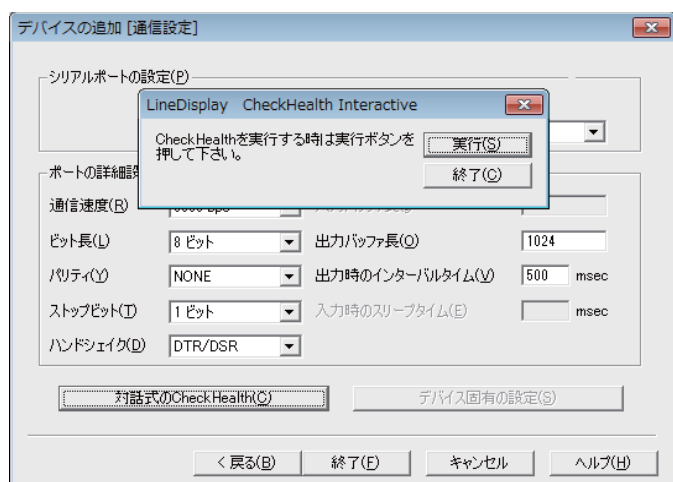 デバイスの追加 [通信設定]
シリアルポートの設定(P)
LineDisplay CheckHealth Interactive
CheckHealthを実行する時は実行ボタンを
押して下さい。
実行(S)
終了(C)
ポートの詳細設
通信速度(R)
ビット長(L) 8 ビット 出力バッファ長(O) 1024
パリティ(Y) NONE 出力時のインターバルタイム(V) 500 msec
ストップビット(T) 1 ビット 入力時のスリープタイム(E) msec
ハンドシェイク(D) DTR/DSR
対話式のCheckHealth(C) デバイス固有の設定(S)
< 戻る(B) 終了(F) キャンセル ヘルプ(H)